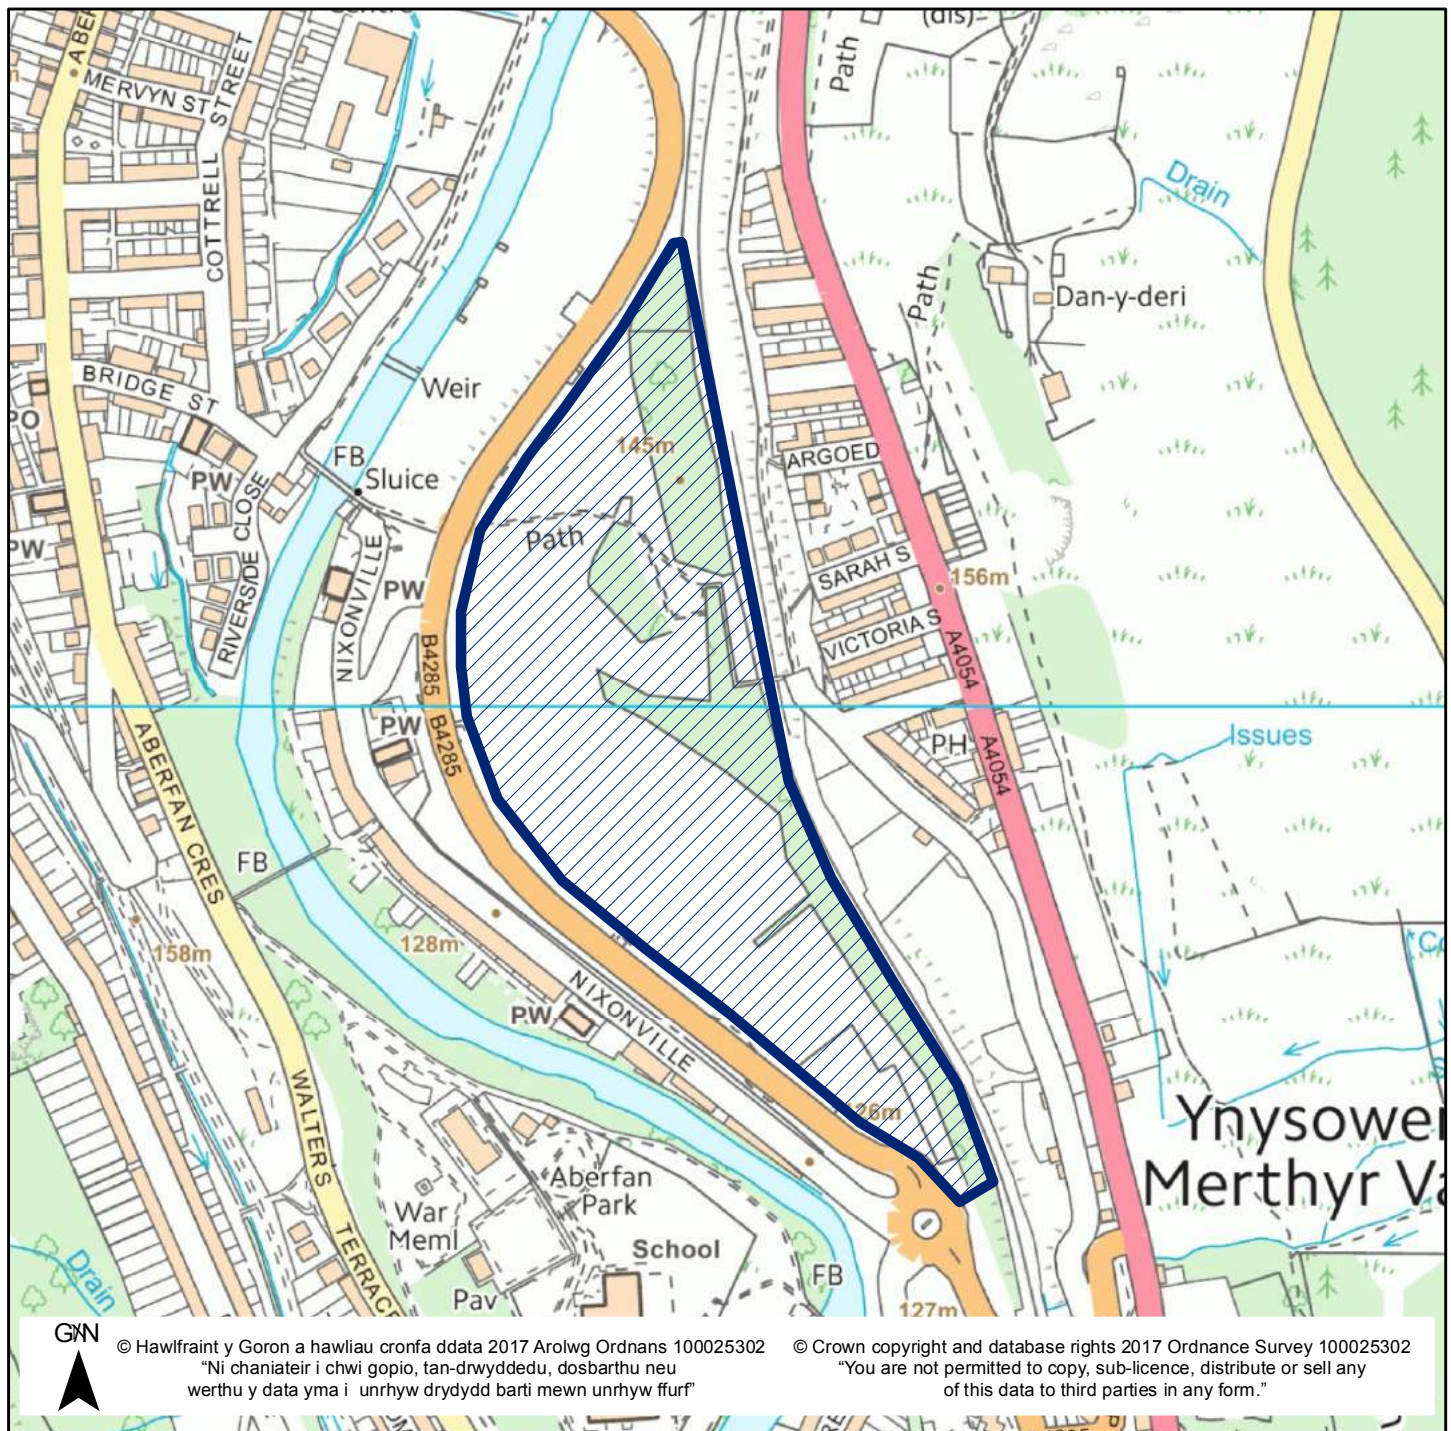 (dis)
Path
MERVYN ST
COTTRELL STREET
Drain
Path
Dan-y-deri
BRIDGE ST
Weir
PO
FB
Sluice
PW
145m
ARGOED
RIVERSIDE CLOSE
NIXONVILLE
Path
PW
PW
SARAH S
156m
VICTORIA S
B4285
A4054
PW
B4285
PH
A4054
Issues
ABERFAN CRES
FB
158m
128m
NIXONVILLE
PW
126m
WALTER'S TERRACE
Ynysower
Merthyr Va
Aberfan
Park
War
Meml
School
Drain
Pav
FB
127m
© Hawlfraint y Goron a hawliau cronfa ddata 2017 Arolwg Ordnans 100025302
“Ni chaniateir i chwi gopio, tan-drwyddedu, dosbarthu neu
werthu y data yma i unrhyw drydydd barti mewn unrhyw ffurf”
© Crown copyright and database rights 2017 Ordnance Survey 100025302
“You are not permitted to copy, sub-licence, distribute or sell any
of this data to third parties in any form.”